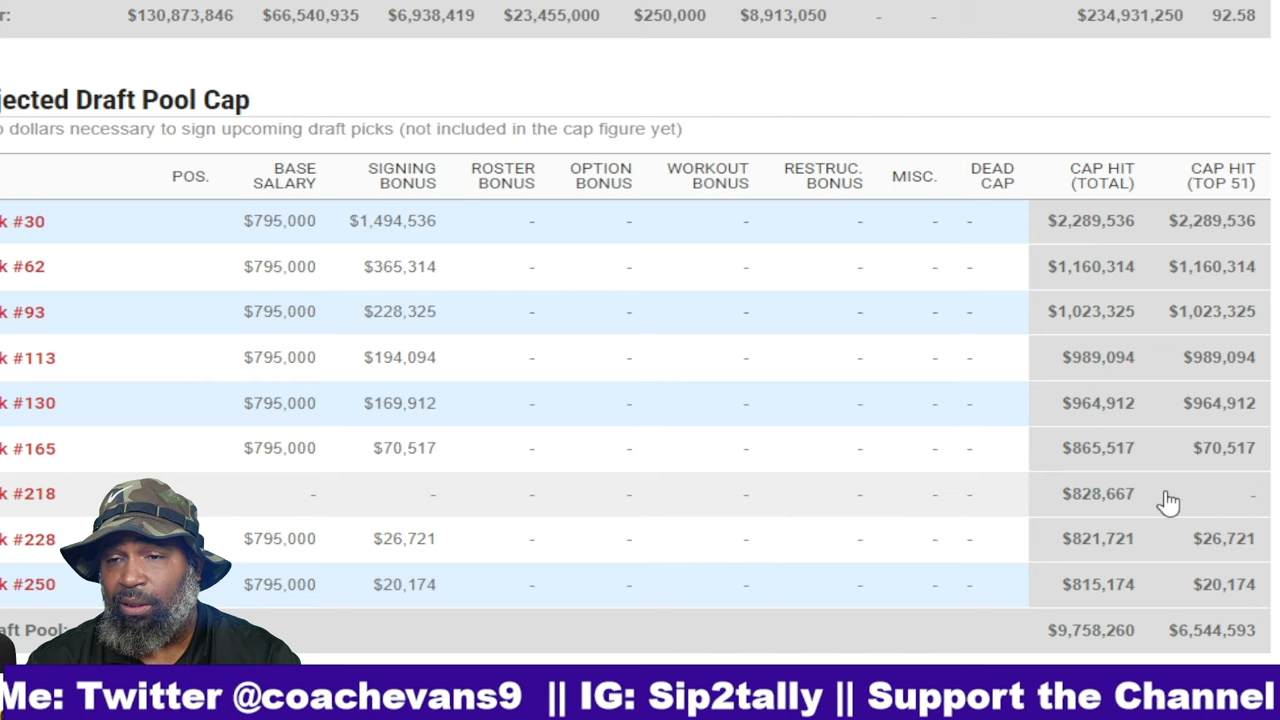 r: $130,873,846 $66,540,935 $6,938,419 $23,455,000 $250,000 $8,913,050 - - $234,931,250 92.58
jected Draft Pool Cap
o dollars necessary to sign upcoming draft picks (not included in the cap figure yet)
POS. BASE SALARY SIGNING BONUS ROSTER BONUS OPTION BONUS WORKOUT BONUS RESTRUC. BONUS MISC. DEAD CAP CAP HIT (TOTAL) CAP HIT (TOP 51)
k #30 $795,000 $1,494,536 - - - - - - $2,289,536 $2,289,536
k #62 $795,000 $365,314 - - - - - - $1,160,314 $1,160,314
k #93 $795,000 $228,325 - - - - - - $1,023,325 $1,023,325
k #113 $795,000 $194,094 - - - - - - $989,094 $989,094
k #130 $795,000 $169,912 - - - - - - $964,912 $964,912
k #165 $795,000 $70,517 - - - - - - $865,517 $70,517
k #218 - - - - - - - - $828,667 -
k #228 $795,000 $26,721 - - - - - - $821,721 $26,721
k #250 $795,000 $20,174 - - - - - - $815,174 $20,174
aft Pool: $9,758,260 $6,544,593
Me: Twitter @coachevans9 || IG: Sip2tally || Support the Channel